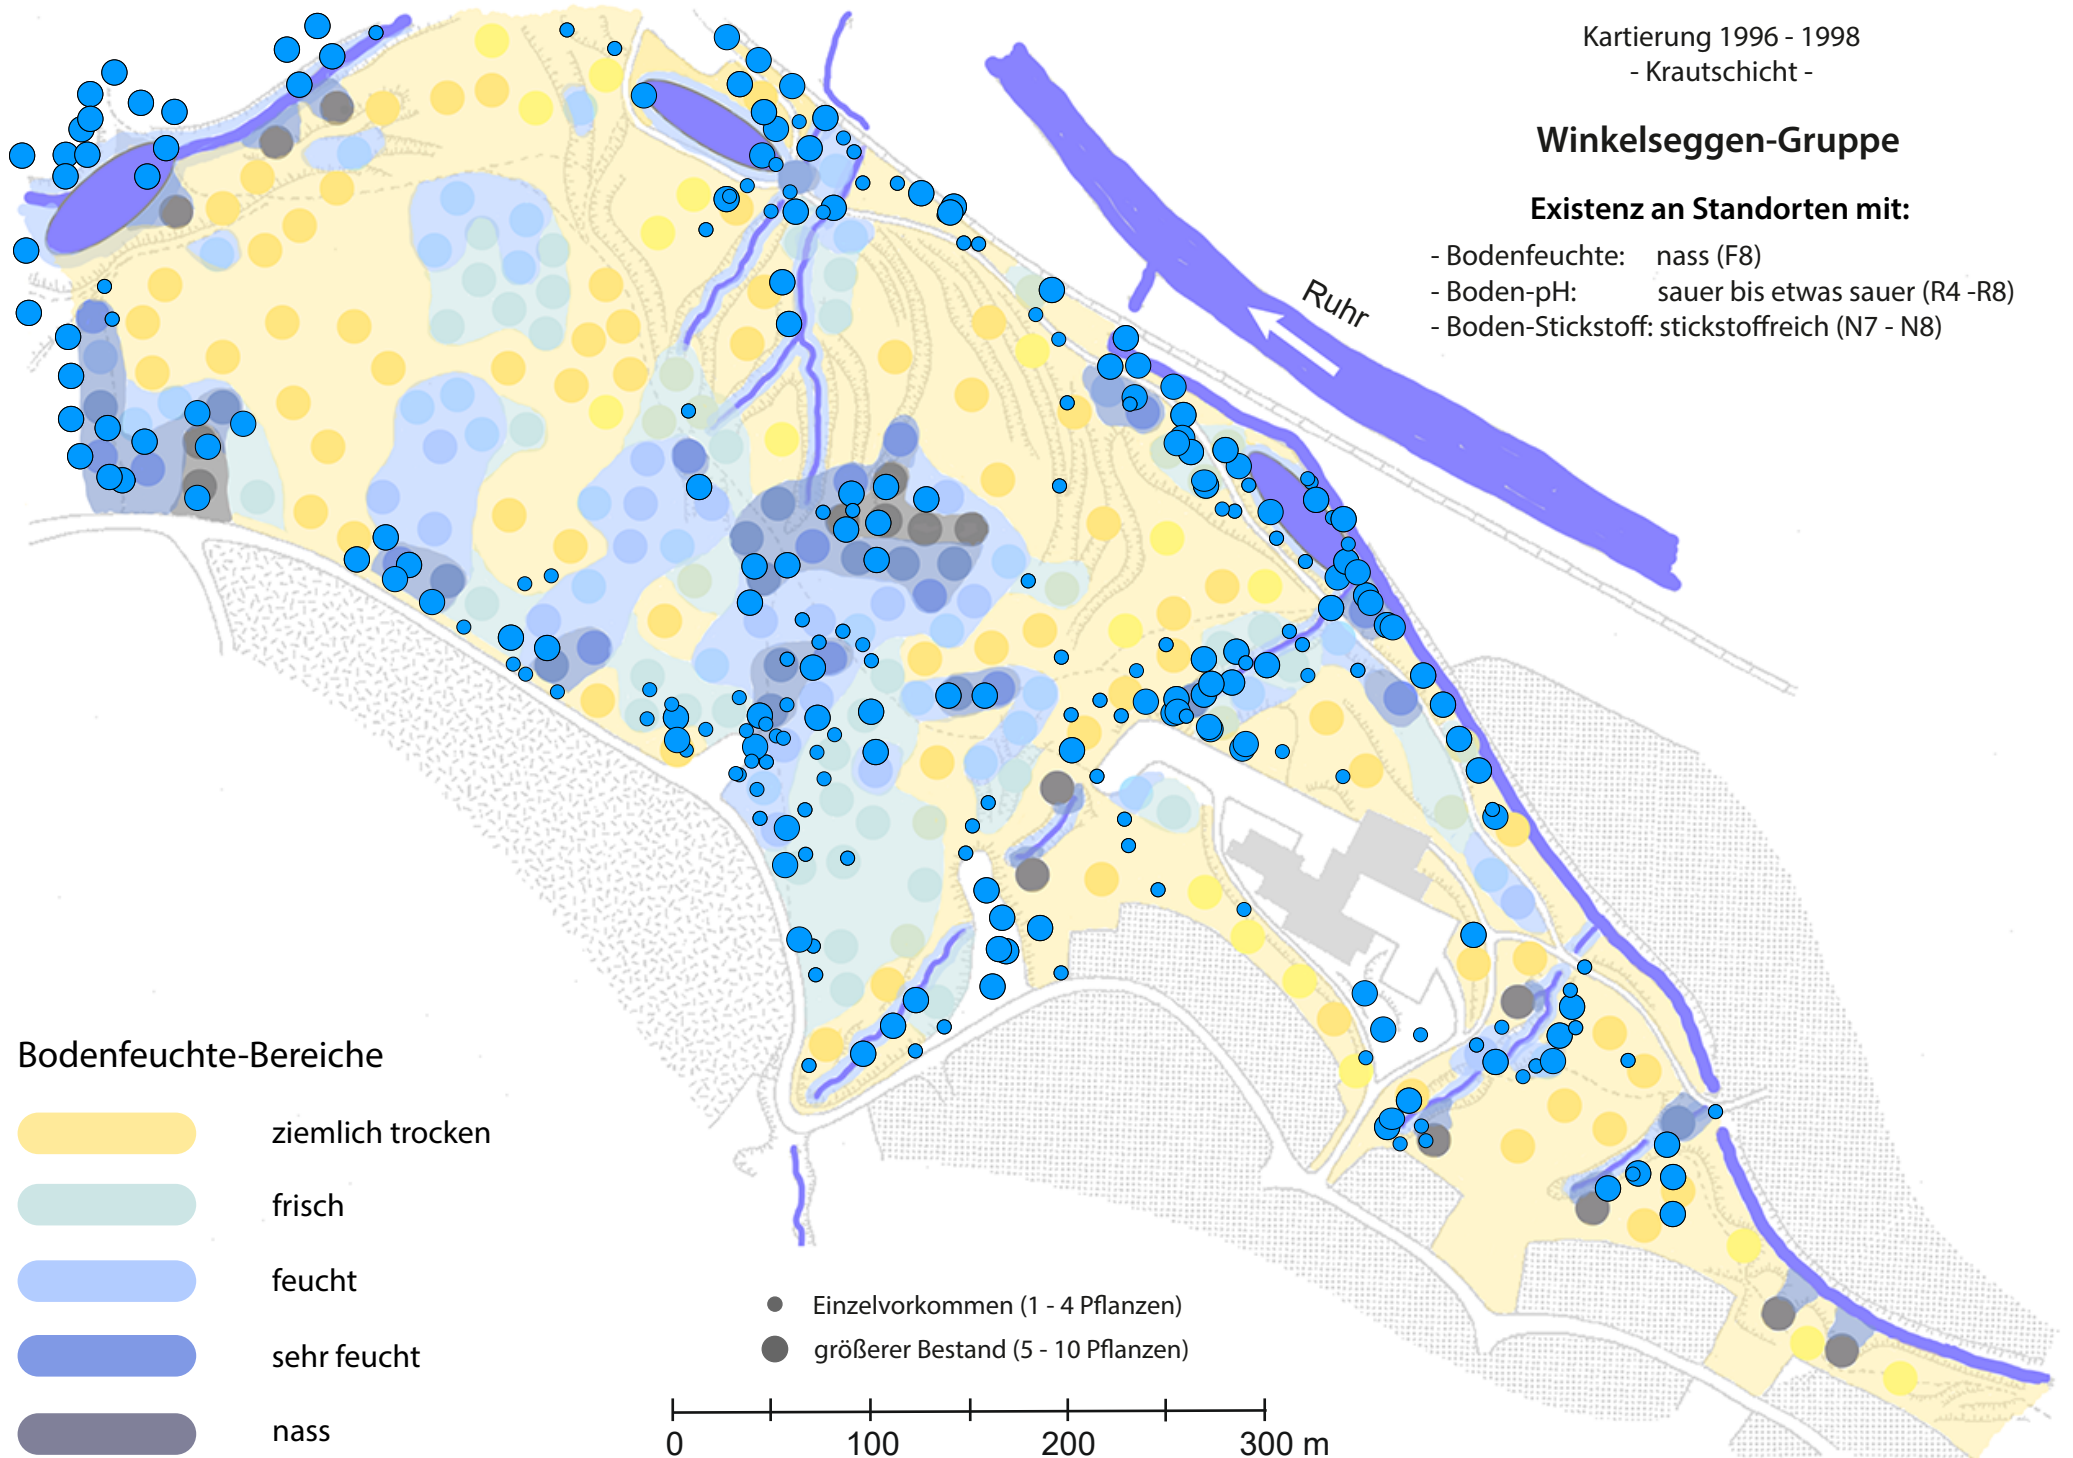 Kartierung 1996 - 1998
- Krautschicht -
Winkelseggen-Gruppe
Existenz an Standorten mit:
- Bodenfeuchte: nass (F8)
- Boden-pH: sauer bis etwas sauer (R4 -R8)
- Boden-Stickstoff: stickstoffreich (N7 - N8)
Ruhr
Bodenfeuchte-Bereiche
ziemlich trocken
frisch
feucht
sehr feucht
nass
Einzelvorkommen (1 - 4 Pflanzen)
größerer Bestand (5 - 10 Pflanzen)
0 100 200 300 m